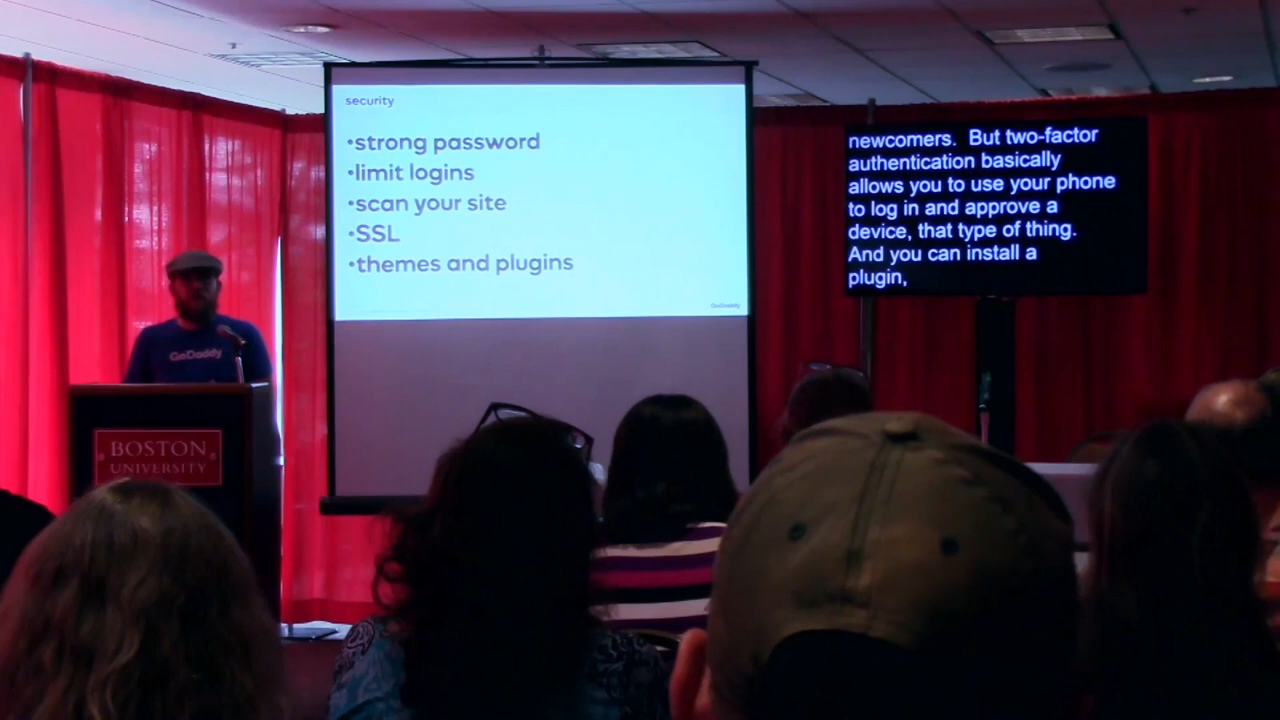 security
•strong password
•limit logins
•scan your site
•SSL
•themes and plugins
GoDaddy
newcomers. But two-factor
authentication basically
allows you to use your phone
to log in and approve a
device, that type of thing.
And you can install a
plugin,
GoDaddy
BOSTON
UNIVERSITY